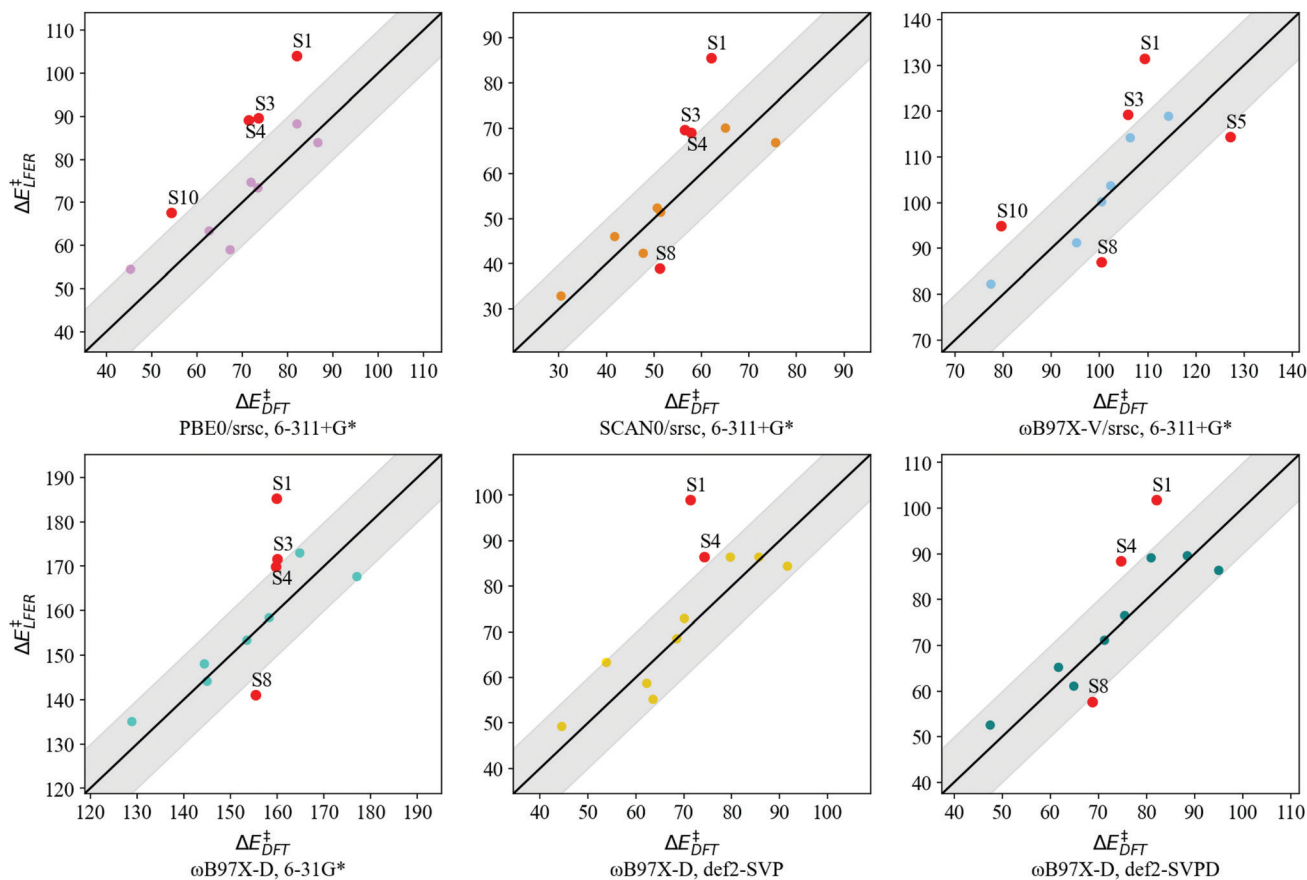 110
100
90
80
70
60
50
40
ΔE‡LFER
S1
S3
S4
S10
40 50 60 70 80 90 100 110
ΔE‡DFT
PBE0/srsc, 6-311+G*
90
80
70
60
50
40
30
S1
S3
S4
S8
30 40 50 60 70 80 90
ΔE‡DFT
SCAN0/srsc, 6-311+G*
140
130
120
110
100
90
80
70
S1
S3
S5
S10
S8
70 80 90 100 110 120 130 140
ΔE‡DFT
ωB97X-V/srsc, 6-311+G*
190
180
170
160
150
140
130
120
ΔE‡LFER
S1
S3
S4
S8
120 130 140 150 160 170 180 190
ΔE‡DFT
ωB97X-D, 6-31G*
100
90
80
70
60
50
40
S1
S4
40 50 60 70 80 90 100
ΔE‡DFT
ωB97X-D, def2-SVP
110
100
90
80
70
60
50
40
S1
S4
S8
40 50 60 70 80 90 100 110
ΔE‡DFT
ωB97X-D, def2-SVPD